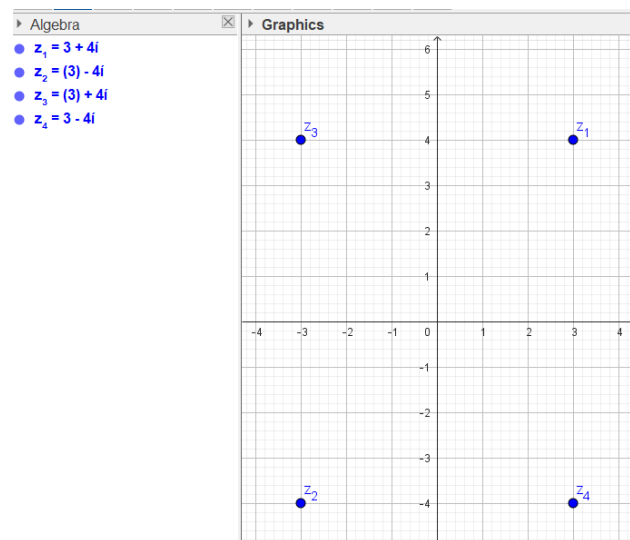 Algebra
Graphics
z₁ = 3 + 4í
z₂ = (3) - 4í
z₃ = (3) + 4í
z₄ = 3 - 4í
6
5
z₃
z₁
4
3
2
1
-4 -3 -2 -1 0 1 2 3 4
-1
-2
-3
z₂
z₄
-4